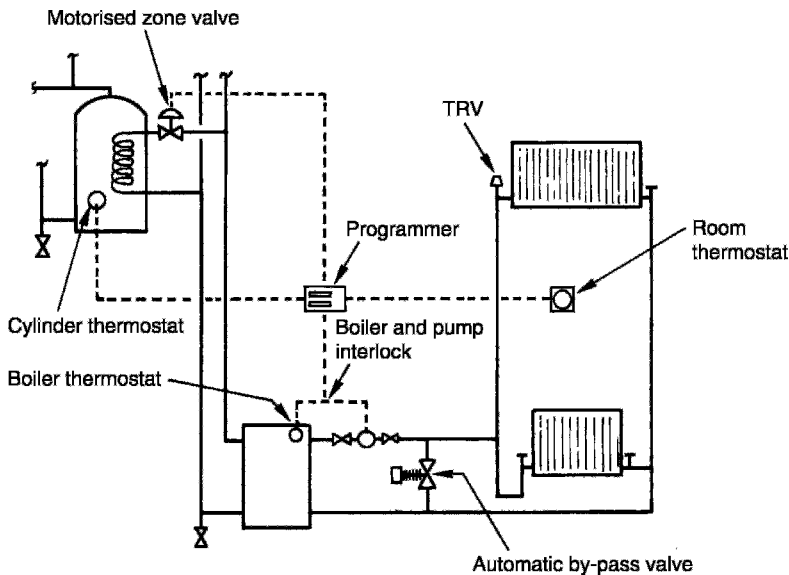 Motorised zone valve
TRV
Programmer
Room
thermostat
Cylinder thermostat
Boiler and pump
interlock
Boiler thermostat
Automatic by-pass valve